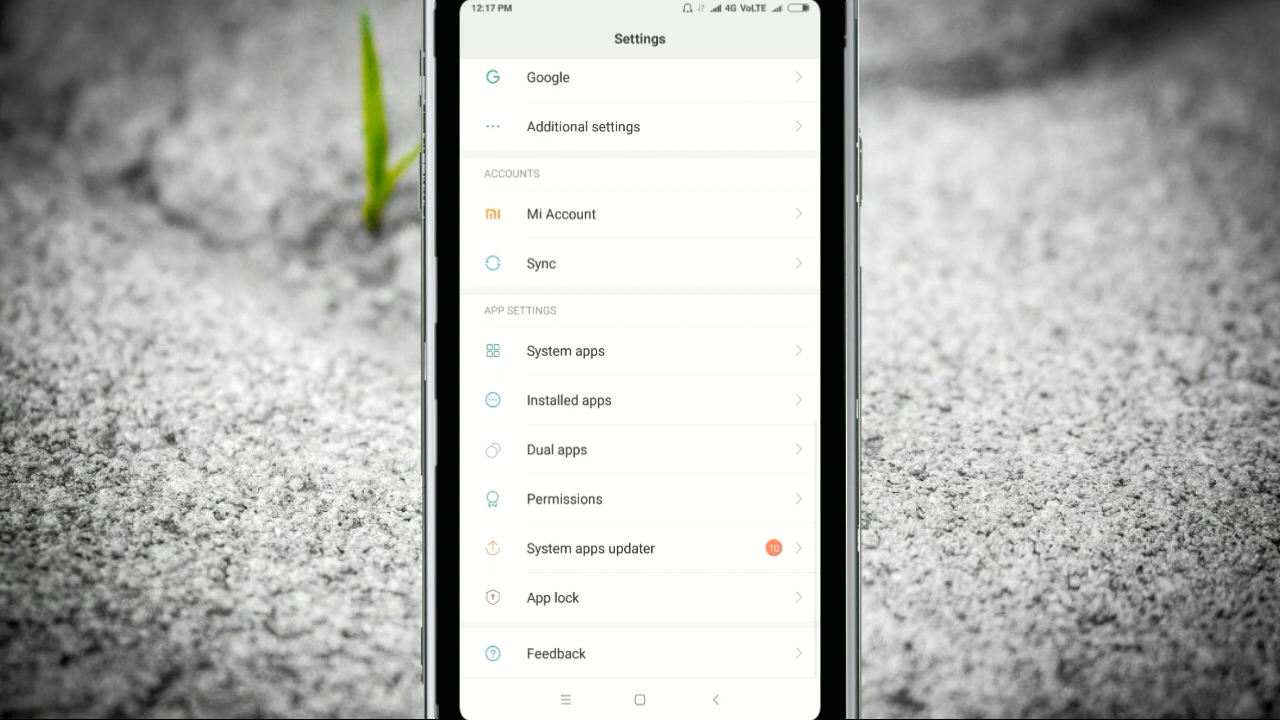 12:17 PM 4G VoLTE
Settings
Google
Additional settings
ACCOUNTS
Mi Account
Sync
APP SETTINGS
System apps
Installed apps
Dual apps
Permissions
System apps updater 10
App lock
Feedback